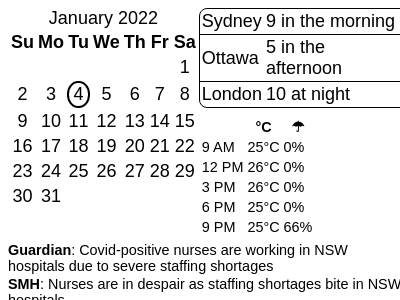 January 2022
Su Mo Tu We Th Fr Sa
1
2 3 4 5 6 7 8
9 10 11 12 13 14 15
16 17 18 19 20 21 22
23 24 25 26 27 28 29
30 31
Sydney 9 in the morning
Ottawa 5 in the
afternoon
London 10 at night
°C ☂
9 AM 25°C 0%
12 PM 26°C 0%
3 PM 26°C 0%
6 PM 25°C 0%
9 PM 25°C 66%
Guardian: Covid-positive nurses are working in NSW
hospitals due to severe staffing shortages
SMH: Nurses are in despair as staffing shortages bite in NSW
hospitals